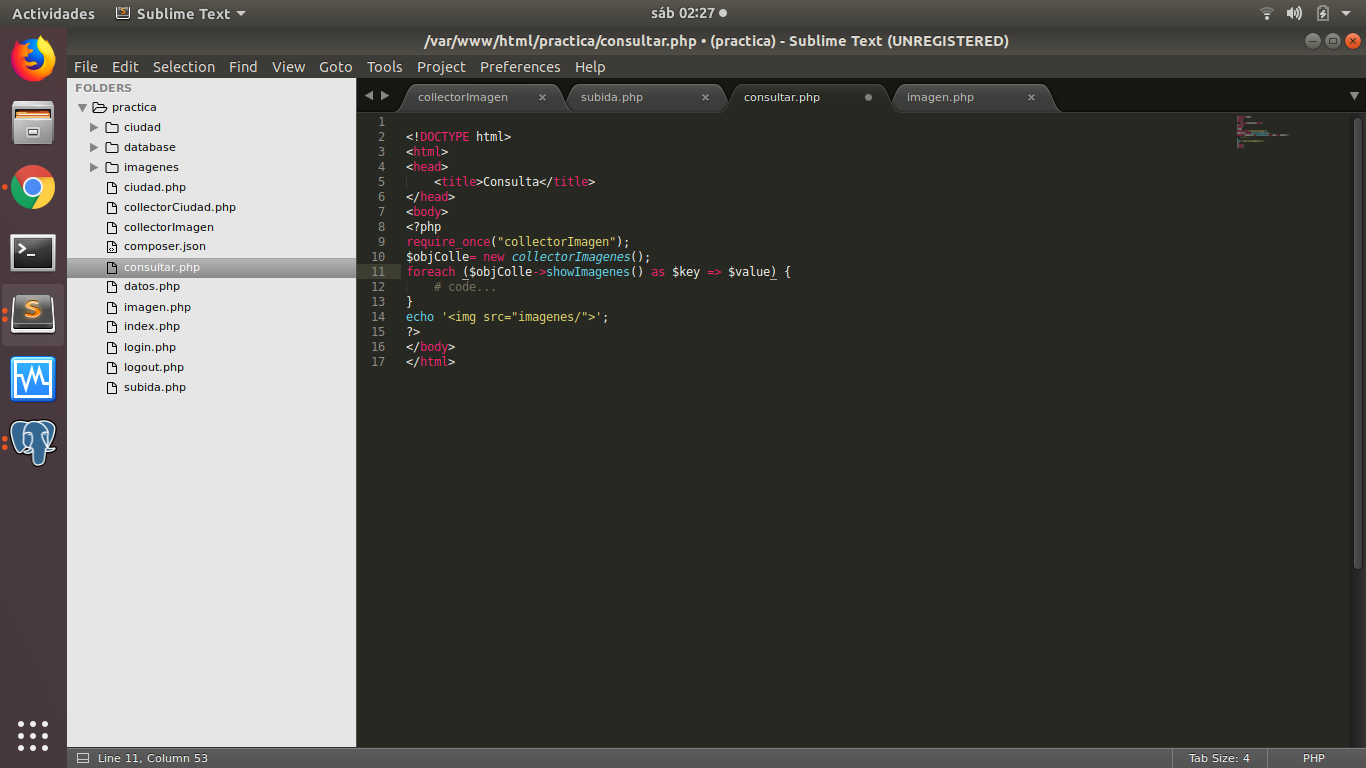 Actividades Sublime Text sáb 02:27
/var/www/html/practica/consultar.php • (practica) - Sublime Text (UNREGISTERED)
File Edit Selection Find View Goto Tools Project Preferences Help
FOLDERS
practica
ciudad
database
imagenes
ciudad.php
collectorCiudad.php
collectorImagen
composer.json
consultar.php
datos.php
imagen.php
index.php
login.php
logout.php
subida.php
collectorImagen subida.php consultar.php imagen.php
1
2 <!DOCTYPE html>
3 <html>
4 <head>
5 <title>Consulta</title>
6 </head>
7 <body>
8 <?php
9 require_once("collectorImagen");
10 $objColle= new collectorImagenes();
11 foreach ($objColle->showImagenes() as $key => $value) {
12 # code...
13 }
14 echo '<img src="imagenes/">';
15 ?>
16 </body>
17 </html>
Line 11, Column 53 Tab Size: 4 PHP